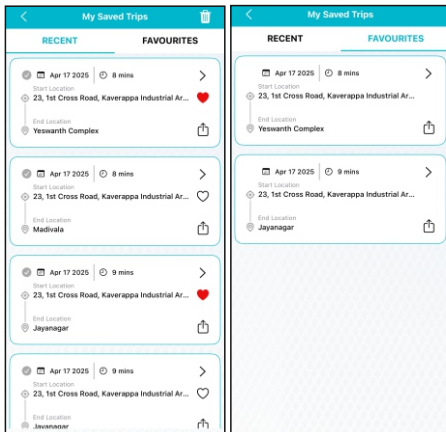 My Saved Trips
RECENT FAVOURITES
Apr 17 2025 8 mins
Start Location
23, 1st Cross Road, Kaverappa Industrial Ar...
End Location
Yeswanth Complex
Apr 17 2025 8 mins
Start Location
23, 1st Cross Road, Kaverappa Industrial Ar...
End Location
Madivala
Apr 17 2025 9 mins
Start Location
23, 1st Cross Road, Kaverappa Industrial Ar...
End Location
Jayanagar
Apr 17 2025 9 mins
Start Location
23, 1st Cross Road, Kaverappa Industrial Ar...
End Location
Jayanagar
My Saved Trips
RECENT FAVOURITES
Apr 17 2025 8 mins
Start Location
23, 1st Cross Road, Kaverappa Industrial Ar...
End Location
Yeswanth Complex
Apr 17 2025 9 mins
Start Location
23, 1st Cross Road, Kaverappa Industrial Ar...
End Location
Jayanagar